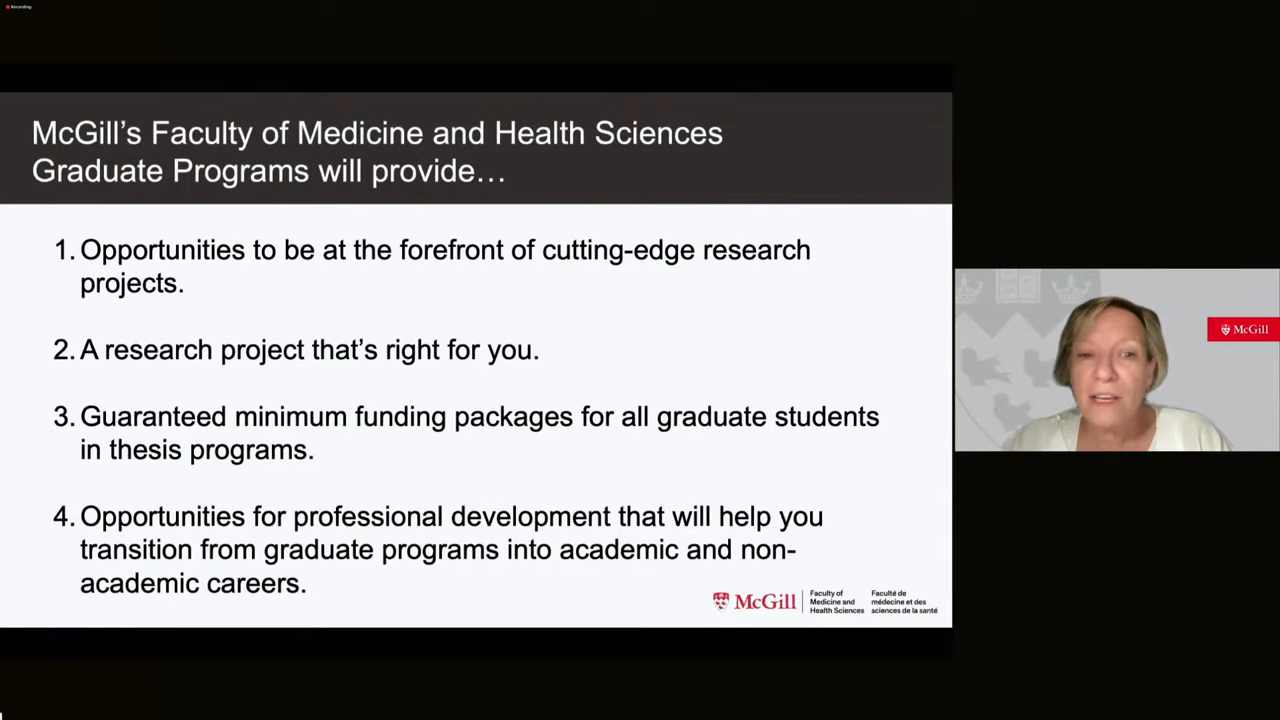 Recording
McGill's Faculty of Medicine and Health Sciences
Graduate Programs will provide…
1. Opportunities to be at the forefront of cutting-edge research
projects.
2. A research project that's right for you.
3. Guaranteed minimum funding packages for all graduate students
in thesis programs.
4. Opportunities for professional development that will help you
transition from graduate programs into academic and non-
academic careers.
McGill
Faculty of
Medicine and
Health Sciences
Faculté de
médecine et des
sciences de la santé
McGill